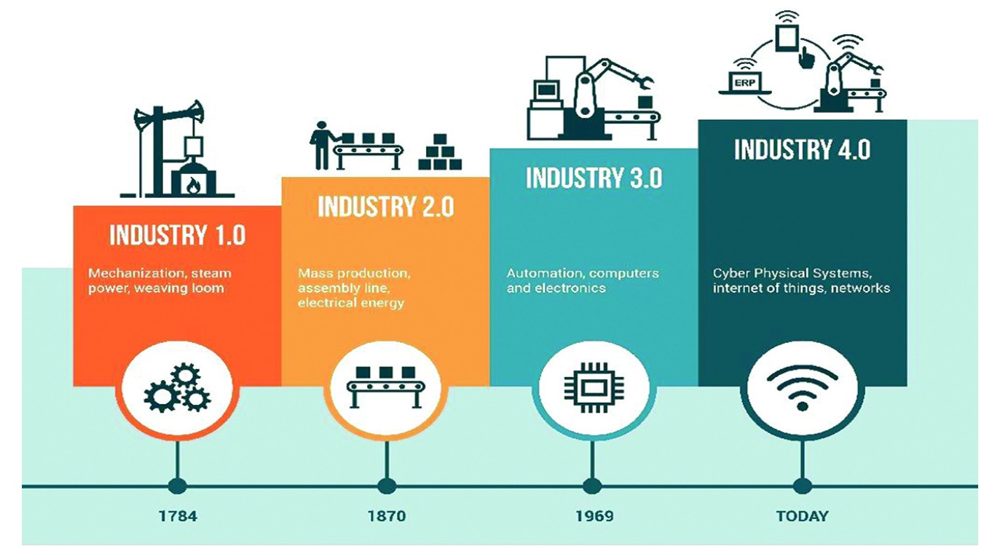 ERP
INDUSTRY 1.0
Mechanization, steam
power, weaving loom
1784
INDUSTRY 2.0
Mass production,
assembly line,
electrical energy
1870
INDUSTRY 3.0
Automation, computers
and electronics
1969
INDUSTRY 4.0
Cyber Physical Systems,
internet of things, networks
TODAY